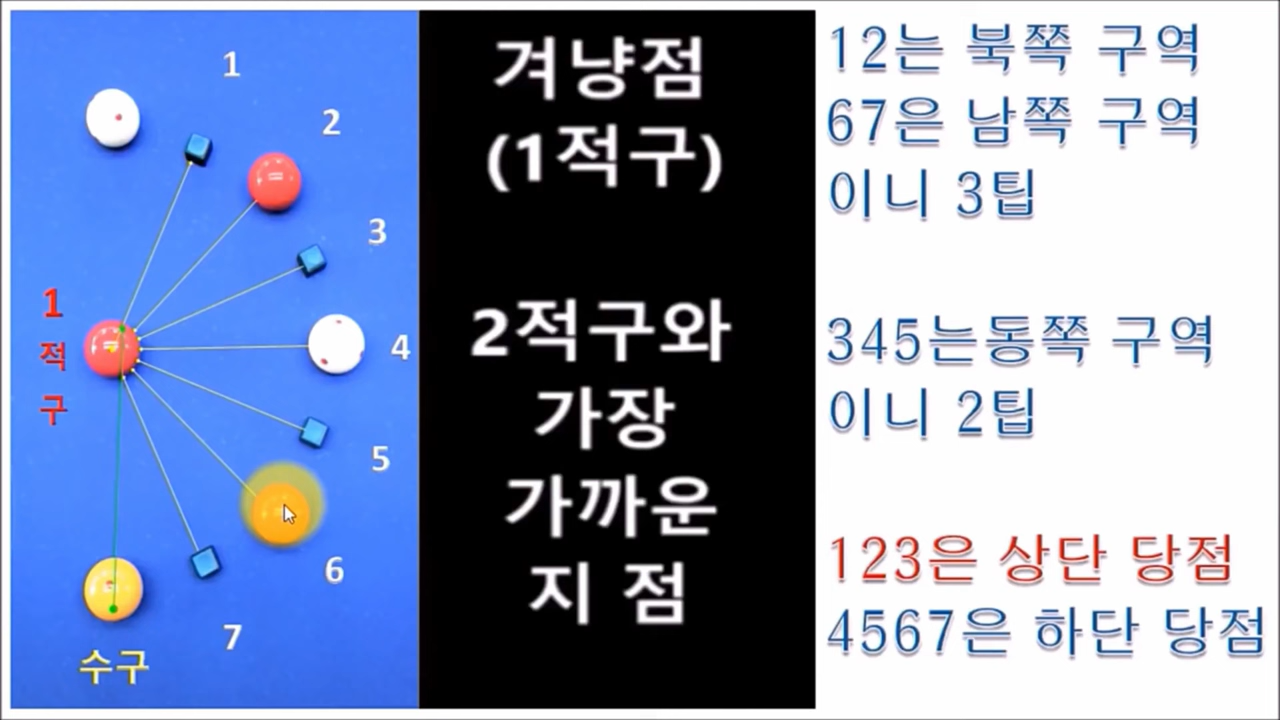 1
2
3
4
5
6
7
1
적
구
수구
겨냥점
(1적구)
2적구와
가장
가까운
지 점
12는 북쪽 구역
67은 남쪽 구역
이니 3팁
345는동쪽 구역
이니 2팁
123은 상단 당점
4567은 하단 당점